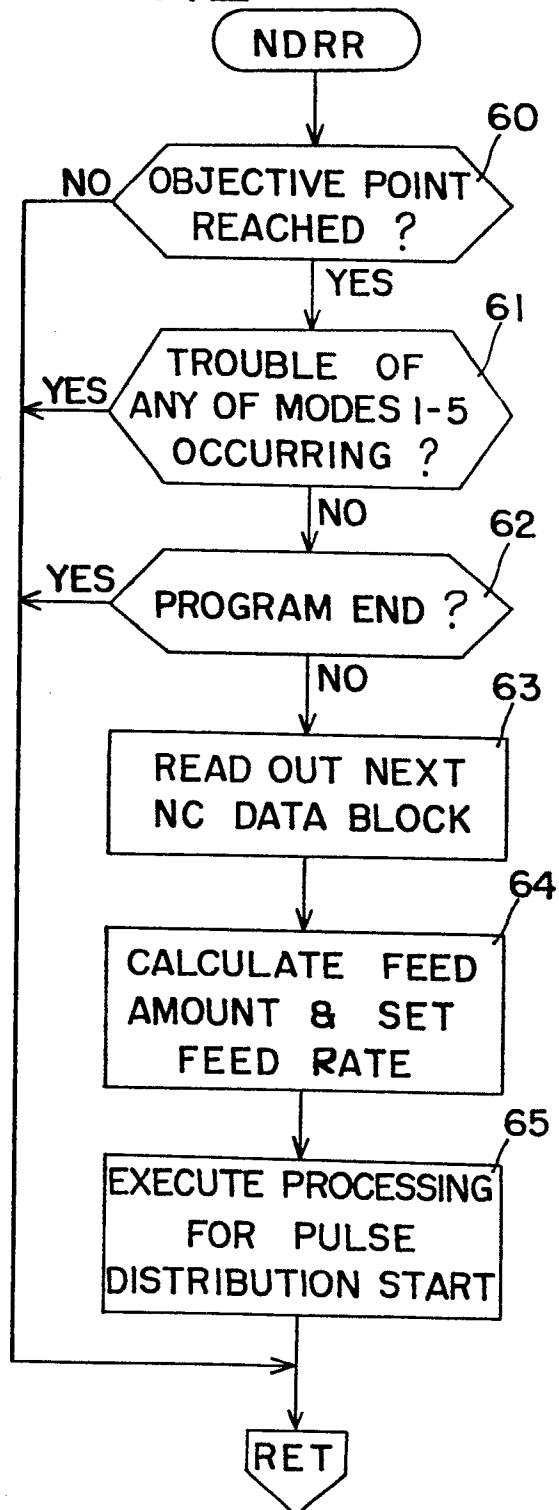 NDRR
60
NO
OBJECTIVE POINT
REACHED ?
YES
61
TROUBLE OF
YES
ANY OF MODES 1-5
OCCURRING ?
NO
62
YES
PROGRAM END ?
NO
63
READ OUT NEXT
NC DATA BLOCK
64
CALCULATE FEED
AMOUNT & SET
FEED RATE
65
EXECUTE PROCESSING
FOR PULSE
DISTRIBUTION START
RET